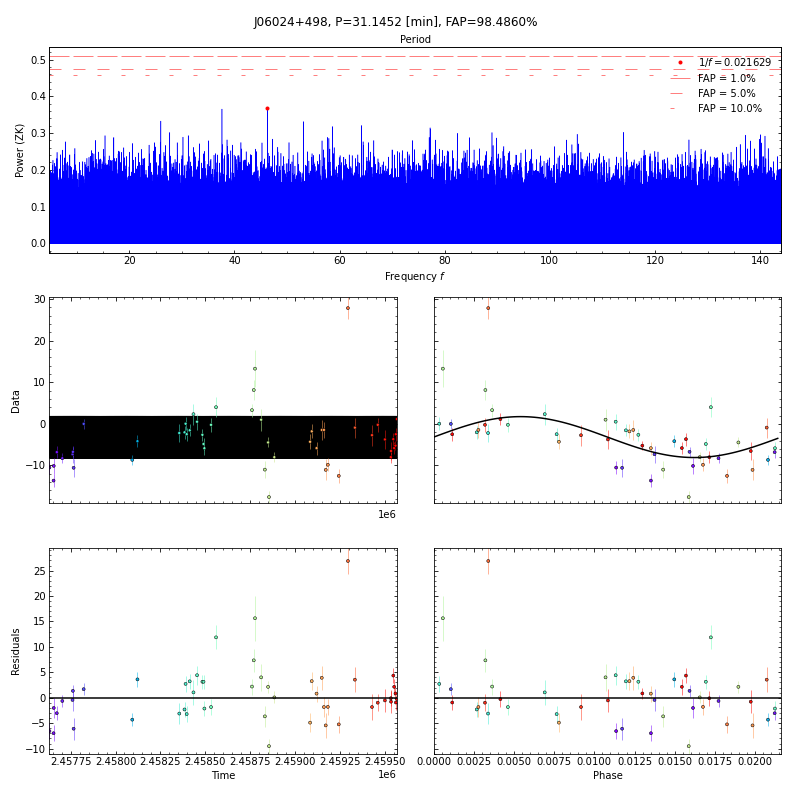 J06024+498, P=31.1452 [min], FAP=98.4860%
Period
Power (ZK)
0.5
0.4
0.3
0.2
0.1
0.0
1/f = 0.021629
FAP = 1.0%
FAP = 5.0%
FAP = 10.0%
20 40 60 80 100 120 140
Frequency f
Data
30
20
10
0
−10
1e6
Residuals
25
20
15
10
5
0
−5
−10
2.45775 2.45800 2.45825 2.45850 2.45875 2.45900 2.45925 2.45950
1e6
Time
0.0000 0.0025 0.0050 0.0075 0.0100 0.0125 0.0150 0.0175 0.0200
Phase